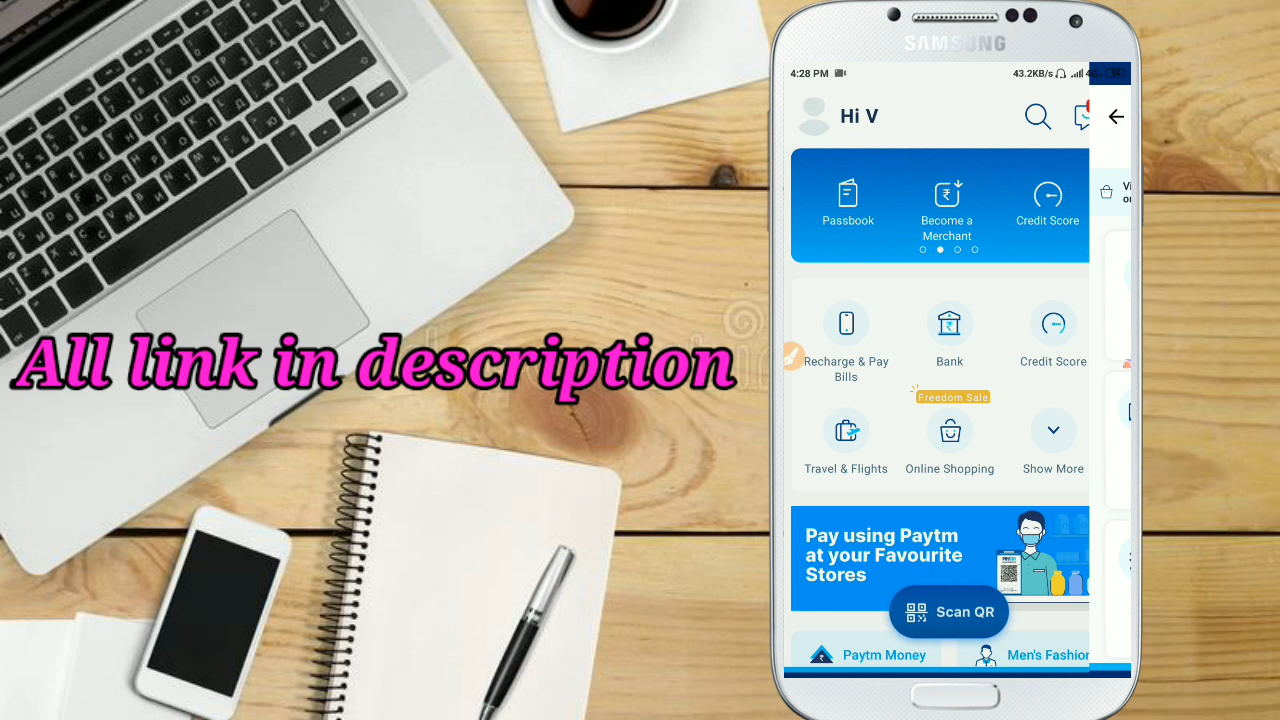 All link in description
SAMSUNG
4:28 PM
43.2KB/s
4G
Hi V
Passbook
Become a
Merchant
Credit Score
Recharge & Pay
Bills
Bank
Credit Score
Freedom Sale
Travel & Flights
Online Shopping
Show More
Pay using Paytm
at your Favourite
Stores
Scan QR
Paytm Money
Men's Fashion